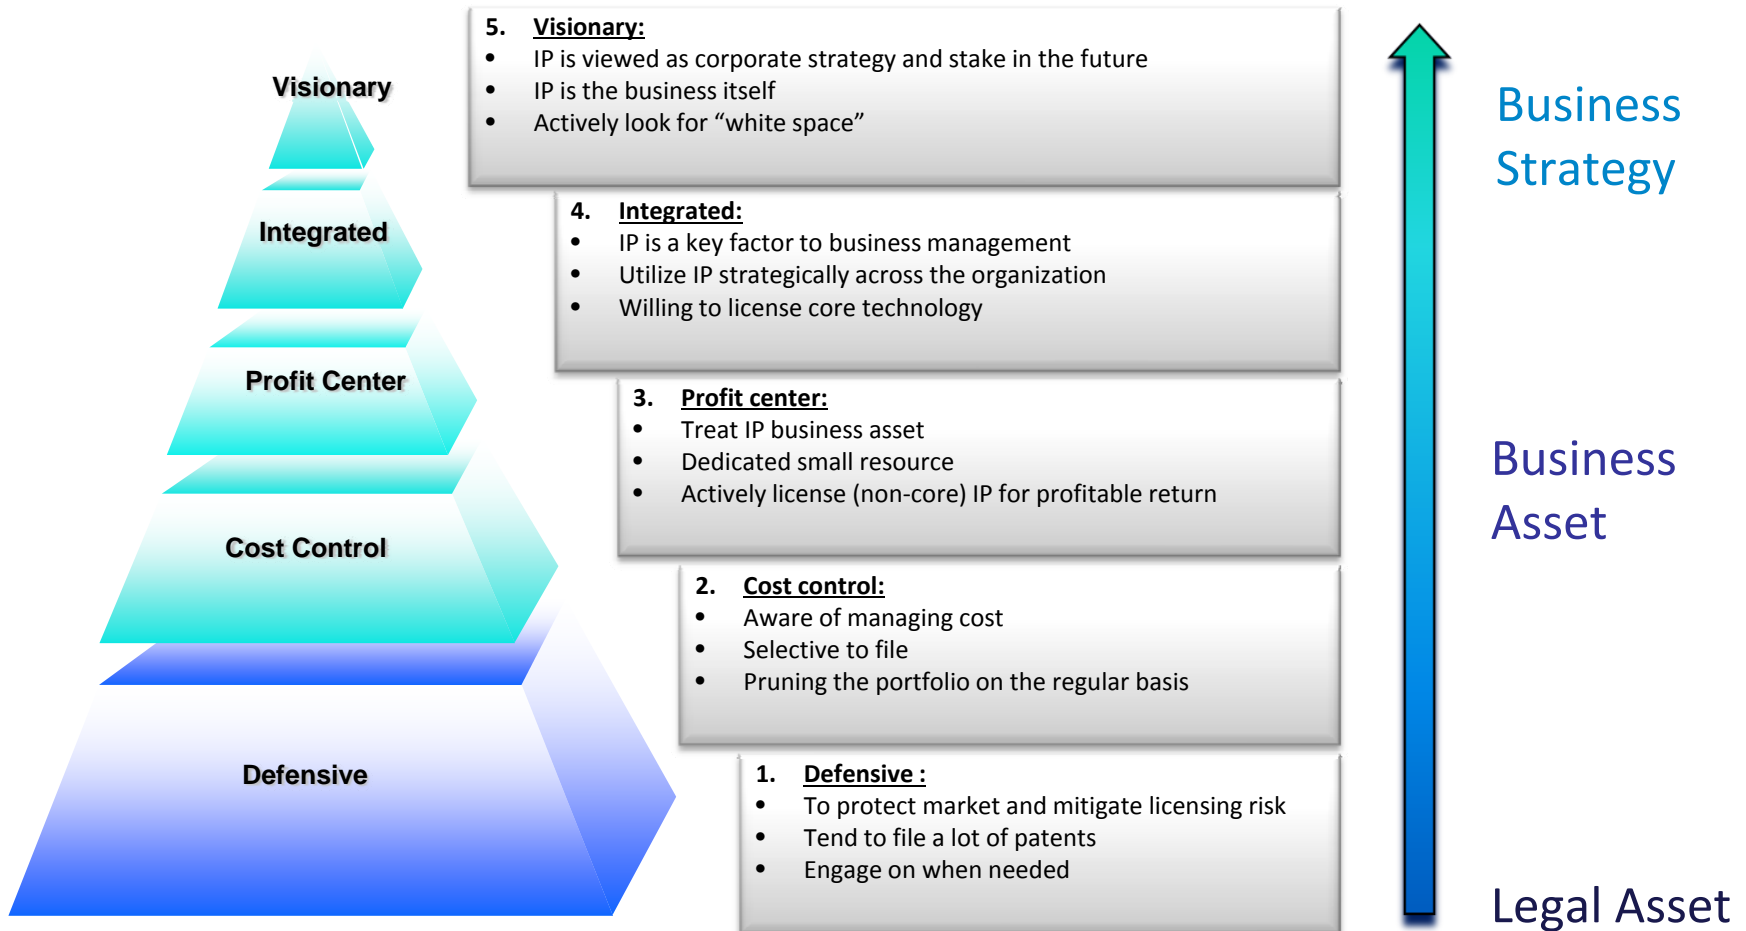 Visionary
Integrated
Profit Center
Cost Control
Defensive
5. Visionary:
• IP is viewed as corporate strategy and stake in the future
• IP is the business itself
• Actively look for “white space”
4. Integrated:
• IP is a key factor to business management
• Utilize IP strategically across the organization
• Willing to license core technology
3. Profit center:
• Treat IP business asset
• Dedicated small resource
• Actively license (non-core) IP for profitable return
2. Cost control:
• Aware of managing cost
• Selective to file
• Pruning the portfolio on the regular basis
1. Defensive :
• To protect market and mitigate licensing risk
• Tend to file a lot of patents
• Engage on when needed
Business
Strategy
Business
Asset
Legal Asset